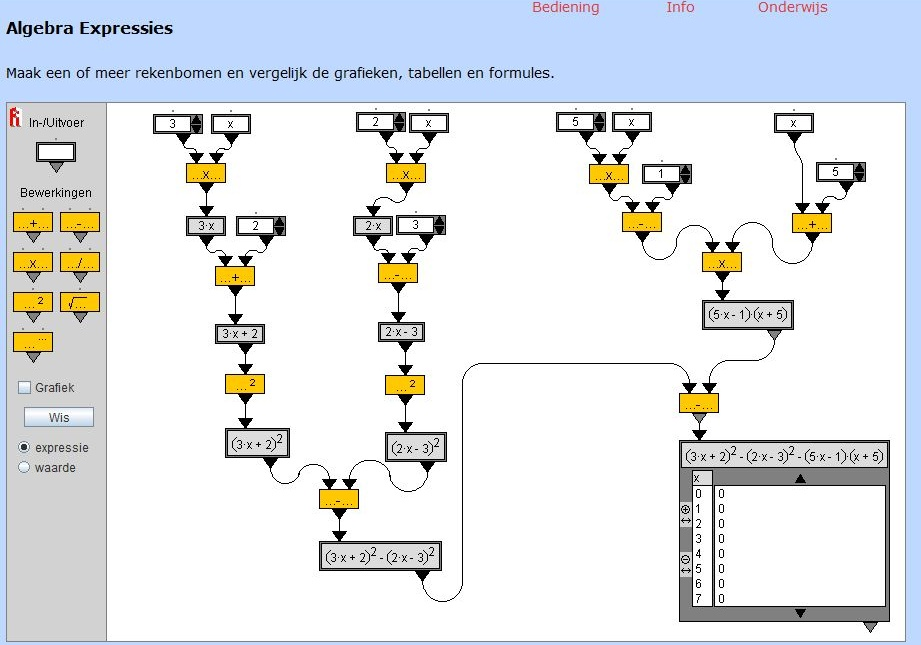 Bediening Info Onderwijs
Algebra Expressies
Maak een of meer rekenbomen en vergelijk de grafieken, tabellen en formules.
In-/Uitvoer
Bewerkingen
...+... ...-...
...x... .../...
...² √...
...^...
Grafiek
Wis
expressie
waarde
3 x 2 x 5 x x
...x... ...x... ...x... 1 5
3·x 2 2·x 3 ...-... ...+...
...+... ...-... ...x...
3·x + 2 2·x - 3 (5·x - 1)·(x + 5)
...² ...² ...-...
(3·x + 2)² (2·x - 3)² (3·x + 2)² - (2·x - 3)² - (5·x - 1)·(x + 5)
...-...
(3·x + 2)² - (2·x - 3)²
x
0 0
1 0
2 0
3 0
4 0
5 0
6 0
7 0